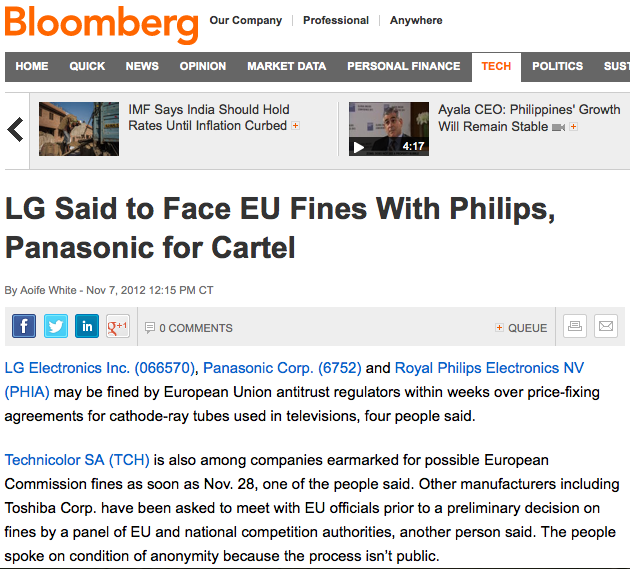 Bloomberg Our Company Professional Anywhere
HOME QUICK NEWS OPINION MARKET DATA PERSONAL FINANCE TECH POLITICS SUST
IMF Says India Should Hold
Rates Until Inflation Curbed
Ayala CEO: Philippines' Growth
Will Remain Stable
4:17
LG Said to Face EU Fines With Philips,
Panasonic for Cartel
By Aoife White - Nov 7, 2012 12:15 PM CT
f in g+1 0 COMMENTS QUEUE
LG Electronics Inc. (066570), Panasonic Corp. (6752) and Royal Philips Electronics NV
(PHIA) may be fined by European Union antitrust regulators within weeks over price-fixing
agreements for cathode-ray tubes used in televisions, four people said.
Technicolor SA (TCH) is also among companies earmarked for possible European
Commission fines as soon as Nov. 28, one of the people said. Other manufacturers including
Toshiba Corp. have been asked to meet with EU officials prior to a preliminary decision on
fines by a panel of EU and national competition authorities, another person said. The people
spoke on condition of anonymity because the process isn't public.